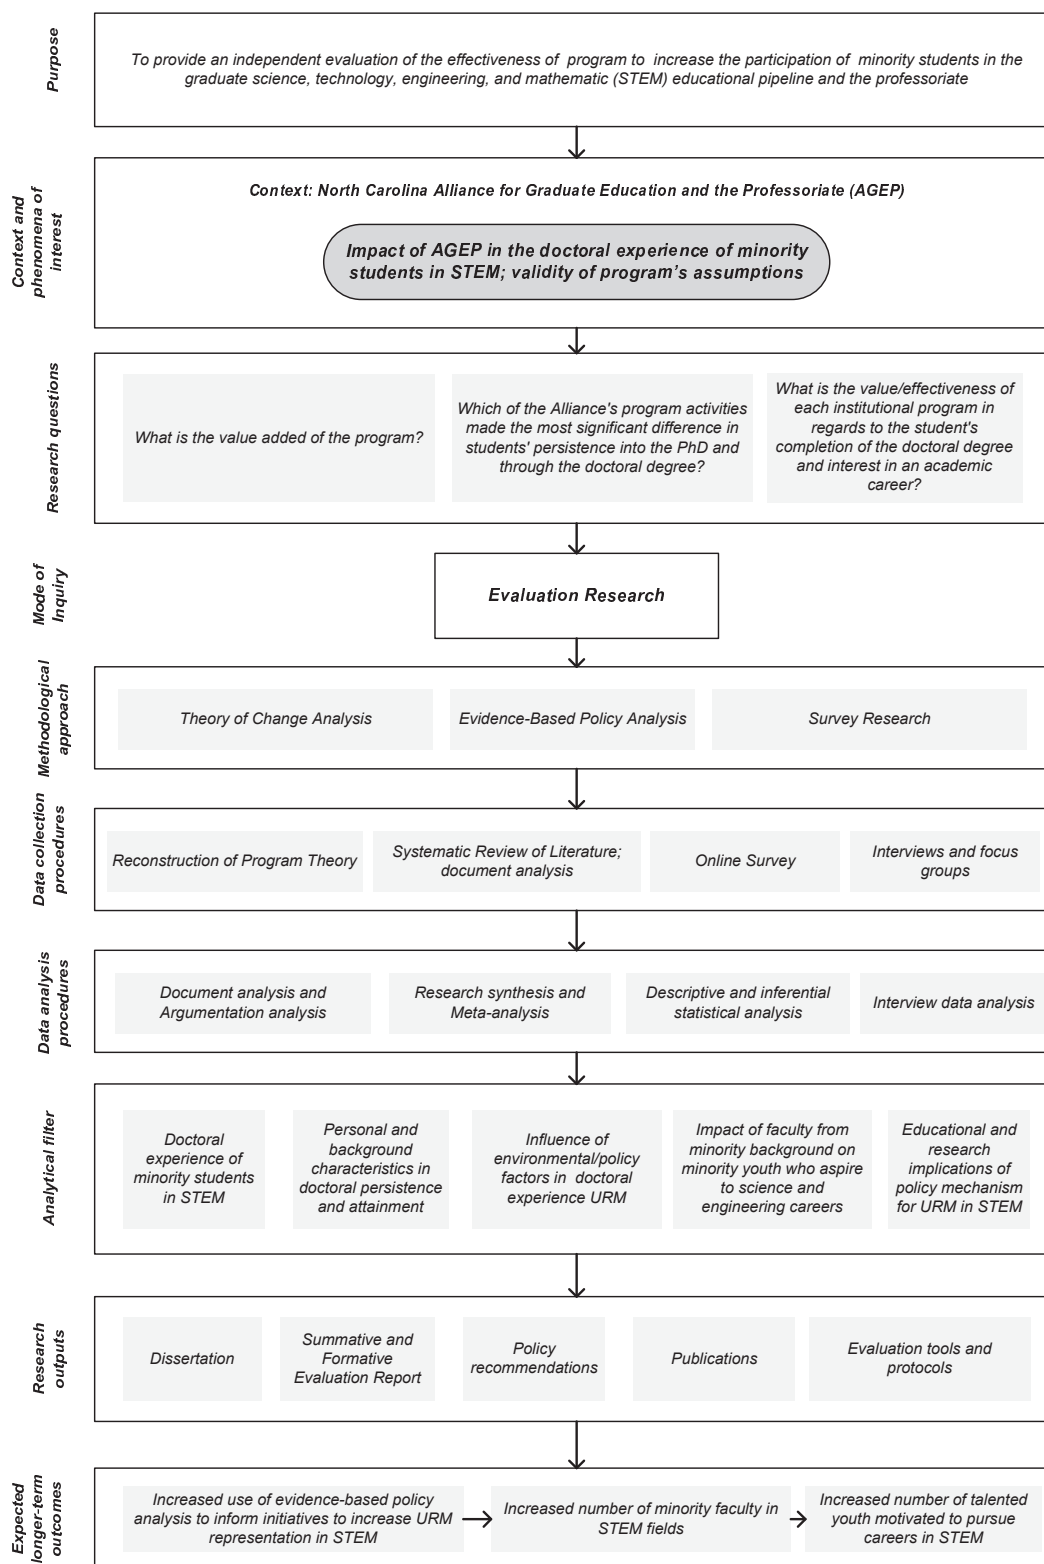 Purpose
To provide an independent evaluation of the effectiveness of program to increase the participation of minority students in the
graduate science, technology, engineering, and mathematic (STEM) educational pipeline and the professoriate
Context and
phenomena of
interest
Context: North Carolina Alliance for Graduate Education and the Professoriate (AGEP)
Impact of AGEP in the doctoral experience of minority
students in STEM; validity of program's assumptions
Research questions
What is the value added of the program?
Which of the Alliance's program activities
made the most significant difference in
students' persistence into the PhD and
through the doctoral degree?
What is the value/effectiveness of
each institutional program in
regards to the student's
completion of the doctoral degree
and interest in an academic
career?
Mode of
Inquiry
Evaluation Research
Methodological
approach
Theory of Change Analysis
Evidence-Based Policy Analysis
Survey Research
Data collection
procedures
Reconstruction of Program Theory
Systematic Review of Literature;
document analysis
Online Survey
Interviews and focus
groups
Data analysis
procedures
Document analysis and
Argumentation analysis
Research synthesis and
Meta-analysis
Descriptive and inferential
statistical analysis
Interview data analysis
Analytical filter
Doctoral
experience of
minority students
in STEM
Personal and
background
characteristics in
doctoral persistence
and attainment
Influence of
environmental/policy
factors in doctoral
experience URM
Impact of faculty from
minority background on
minority youth who aspire
to science and
engineering careers
Educational and
research
implications of
policy mechanism
for URM in STEM
Research
outputs
Dissertation
Summative and
Formative
Evaluation Report
Policy
recommendations
Publications
Evaluation tools and
protocols
Expected
longer-term
outcomes
Increased use of evidence-based policy
analysis to inform initiatives to increase URM
representation in STEM
Increased number of minority faculty in
STEM fields
Increased number of talented
youth motivated to pursue
careers in STEM